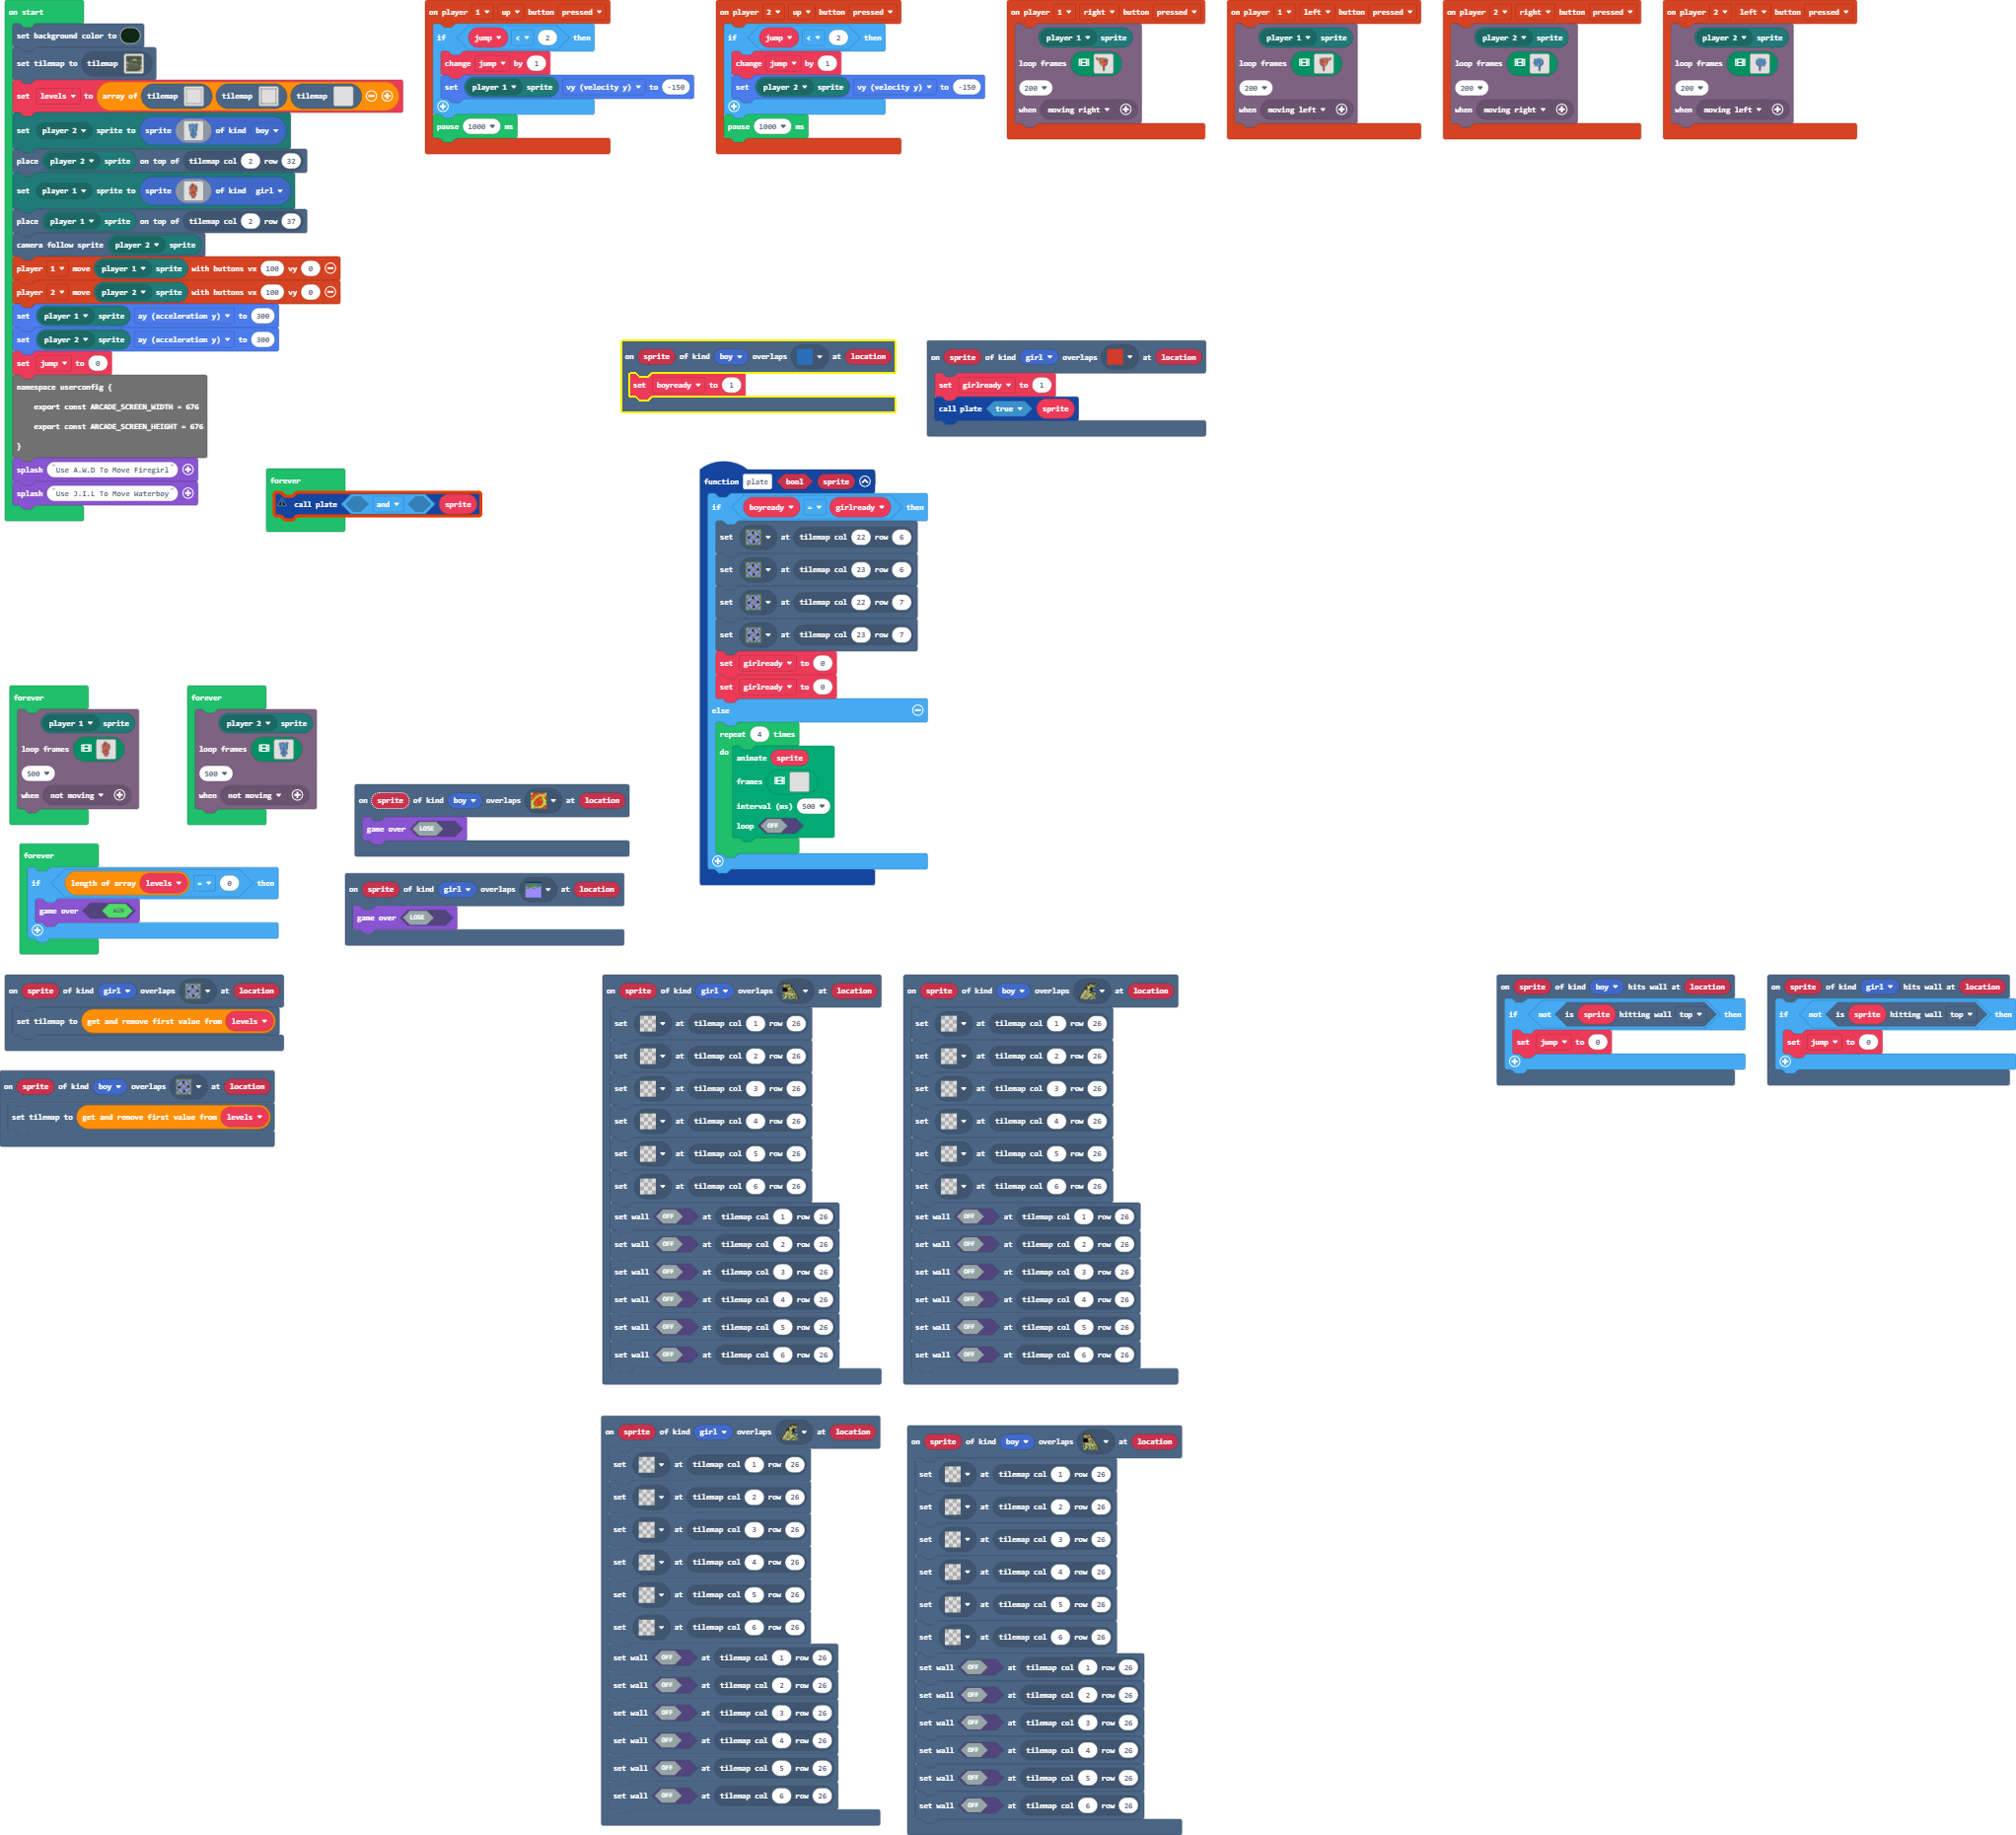 on start
set background color to
set tilemap to tilemap
set levels to array of tilemap tilemap tilemap
set player 2 sprite to sprite of kind boy
place player 2 sprite on top of tilemap col 2 row 32
set player 1 sprite to sprite of kind girl
place player 1 sprite on top of tilemap col 2 row 37
camera follow sprite player 2 sprite
player 1 move player 1 sprite with buttons vx 100 vy 0
player 2 move player 2 sprite with buttons vx 100 vy 0
set player 1 sprite ay (acceleration y) to 300
set player 2 sprite ay (acceleration y) to 300
set jump to 0
namespace userconfig {
export const ARCADE_SCREEN_WIDTH = 676
export const ARCADE_SCREEN_HEIGHT = 676
}
splash "Use A.W.D To Move Firegirl"
splash "Use J.I.L To Move Waterboy"
on player 1 up button pressed
if jump < 2 then
change jump by 1
set player 1 sprite vy (velocity y) to -150
pause 1000 ms
on player 2 up button pressed
if jump < 2 then
change jump by 1
set player 2 sprite vy (velocity y) to -150
pause 1000 ms
on player 1 right button pressed
player 1 sprite
loop frames
200
when moving right
on player 1 left button pressed
player 1 sprite
loop frames
200
when moving left
on player 2 right button pressed
player 2 sprite
loop frames
200
when moving right
on player 2 left button pressed
player 2 sprite
loop frames
200
when moving left
on sprite of kind boy overlaps at location
set boyready to 1
on sprite of kind girl overlaps at location
set girlready to 1
call plate true sprite
forever
call plate and sprite
function plate bool sprite
if boyready = girlready then
set at tilemap col 22 row 6
set at tilemap col 23 row 6
set at tilemap col 22 row 7
set at tilemap col 23 row 7
set girlready to 0
set girlready to 0
else
repeat 4 times
do animate sprite
frames
interval (ms) 500
loop OFF
forever
player 1 sprite
loop frames
500
when not moving
forever
player 2 sprite
loop frames
500
when not moving
on sprite of kind boy overlaps at location
game over LOSE
forever
if length of array levels = 0 then
game over WIN
on sprite of kind girl overlaps at location
game over LOSE
on sprite of kind girl overlaps at location
set tilemap to get and remove first value from levels
on sprite of kind boy overlaps at location
set tilemap to get and remove first value from levels
on sprite of kind girl overlaps at location
set at tilemap col 1 row 26
set at tilemap col 2 row 26
set at tilemap col 3 row 26
set at tilemap col 4 row 26
set at tilemap col 5 row 26
set at tilemap col 6 row 26
set wall OFF at tilemap col 1 row 26
set wall OFF at tilemap col 2 row 26
set wall OFF at tilemap col 3 row 26
set wall OFF at tilemap col 4 row 26
set wall OFF at tilemap col 5 row 26
set wall OFF at tilemap col 6 row 26
on sprite of kind boy overlaps at location
set at tilemap col 1 row 26
set at tilemap col 2 row 26
set at tilemap col 3 row 26
set at tilemap col 4 row 26
set at tilemap col 5 row 26
set at tilemap col 6 row 26
set wall OFF at tilemap col 1 row 26
set wall OFF at tilemap col 2 row 26
set wall OFF at tilemap col 3 row 26
set wall OFF at tilemap col 4 row 26
set wall OFF at tilemap col 5 row 26
set wall OFF at tilemap col 6 row 26
on sprite of kind boy hits wall at location
if not is sprite hitting wall top then
set jump to 0
on sprite of kind girl hits wall at location
if not is sprite hitting wall top then
set jump to 0
on sprite of kind girl overlaps at location
set at tilemap col 1 row 26
set at tilemap col 2 row 26
set at tilemap col 3 row 26
set at tilemap col 4 row 26
set at tilemap col 5 row 26
set at tilemap col 6 row 26
set wall OFF at tilemap col 1 row 26
set wall OFF at tilemap col 2 row 26
set wall OFF at tilemap col 3 row 26
set wall OFF at tilemap col 4 row 26
set wall OFF at tilemap col 5 row 26
set wall OFF at tilemap col 6 row 26
on sprite of kind boy overlaps at location
set at tilemap col 1 row 26
set at tilemap col 2 row 26
set at tilemap col 3 row 26
set at tilemap col 4 row 26
set at tilemap col 5 row 26
set at tilemap col 6 row 26
set wall OFF at tilemap col 1 row 26
set wall OFF at tilemap col 2 row 26
set wall OFF at tilemap col 3 row 26
set wall OFF at tilemap col 4 row 26
set wall OFF at tilemap col 5 row 26
set wall OFF at tilemap col 6 row 26